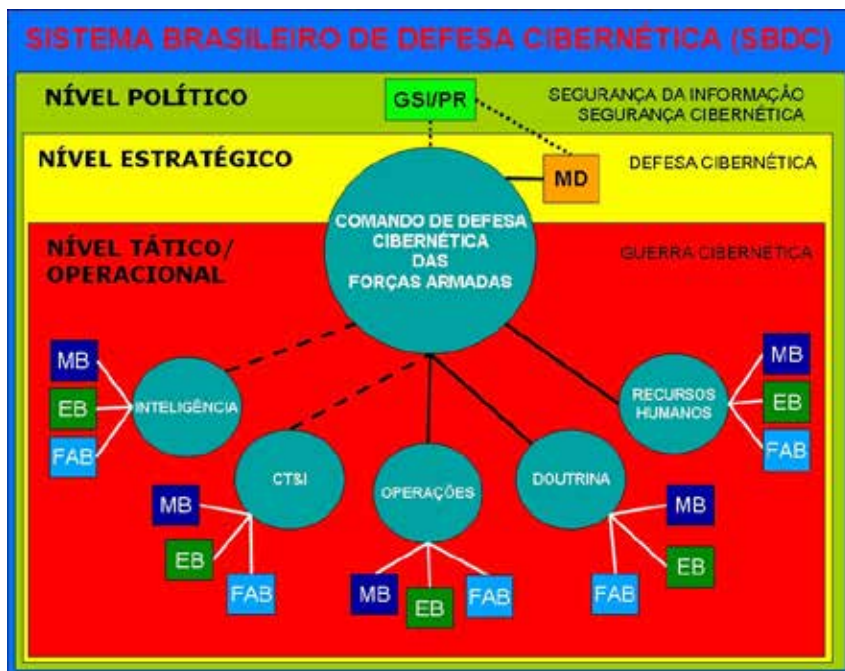 SISTEMA BRASILEIRO DE DEFESA CIBERNÉTICA (SBDC)
NÍVEL POLÍTICO
GSI/PR
SEGURANÇA DA INFORMAÇÃO
SEGURANÇA CIBERNÉTICA
NÍVEL ESTRATÉGICO
MD
DEFESA CIBERNÉTICA
COMANDO DE DEFESA
CIBERNÉTICA
DAS
FORÇAS ARMADAS
NÍVEL TÁTICO/
OPERACIONAL
GUERRA CIBERNÉTICA
MB
EB
FAB
INTELIGÊNCIA
MB
EB
FAB
CT&I
MB
EB
FAB
OPERAÇÕES
MB
EB
FAB
DOUTRINA
MB
EB
FAB
RECURSOS
HUMANOS